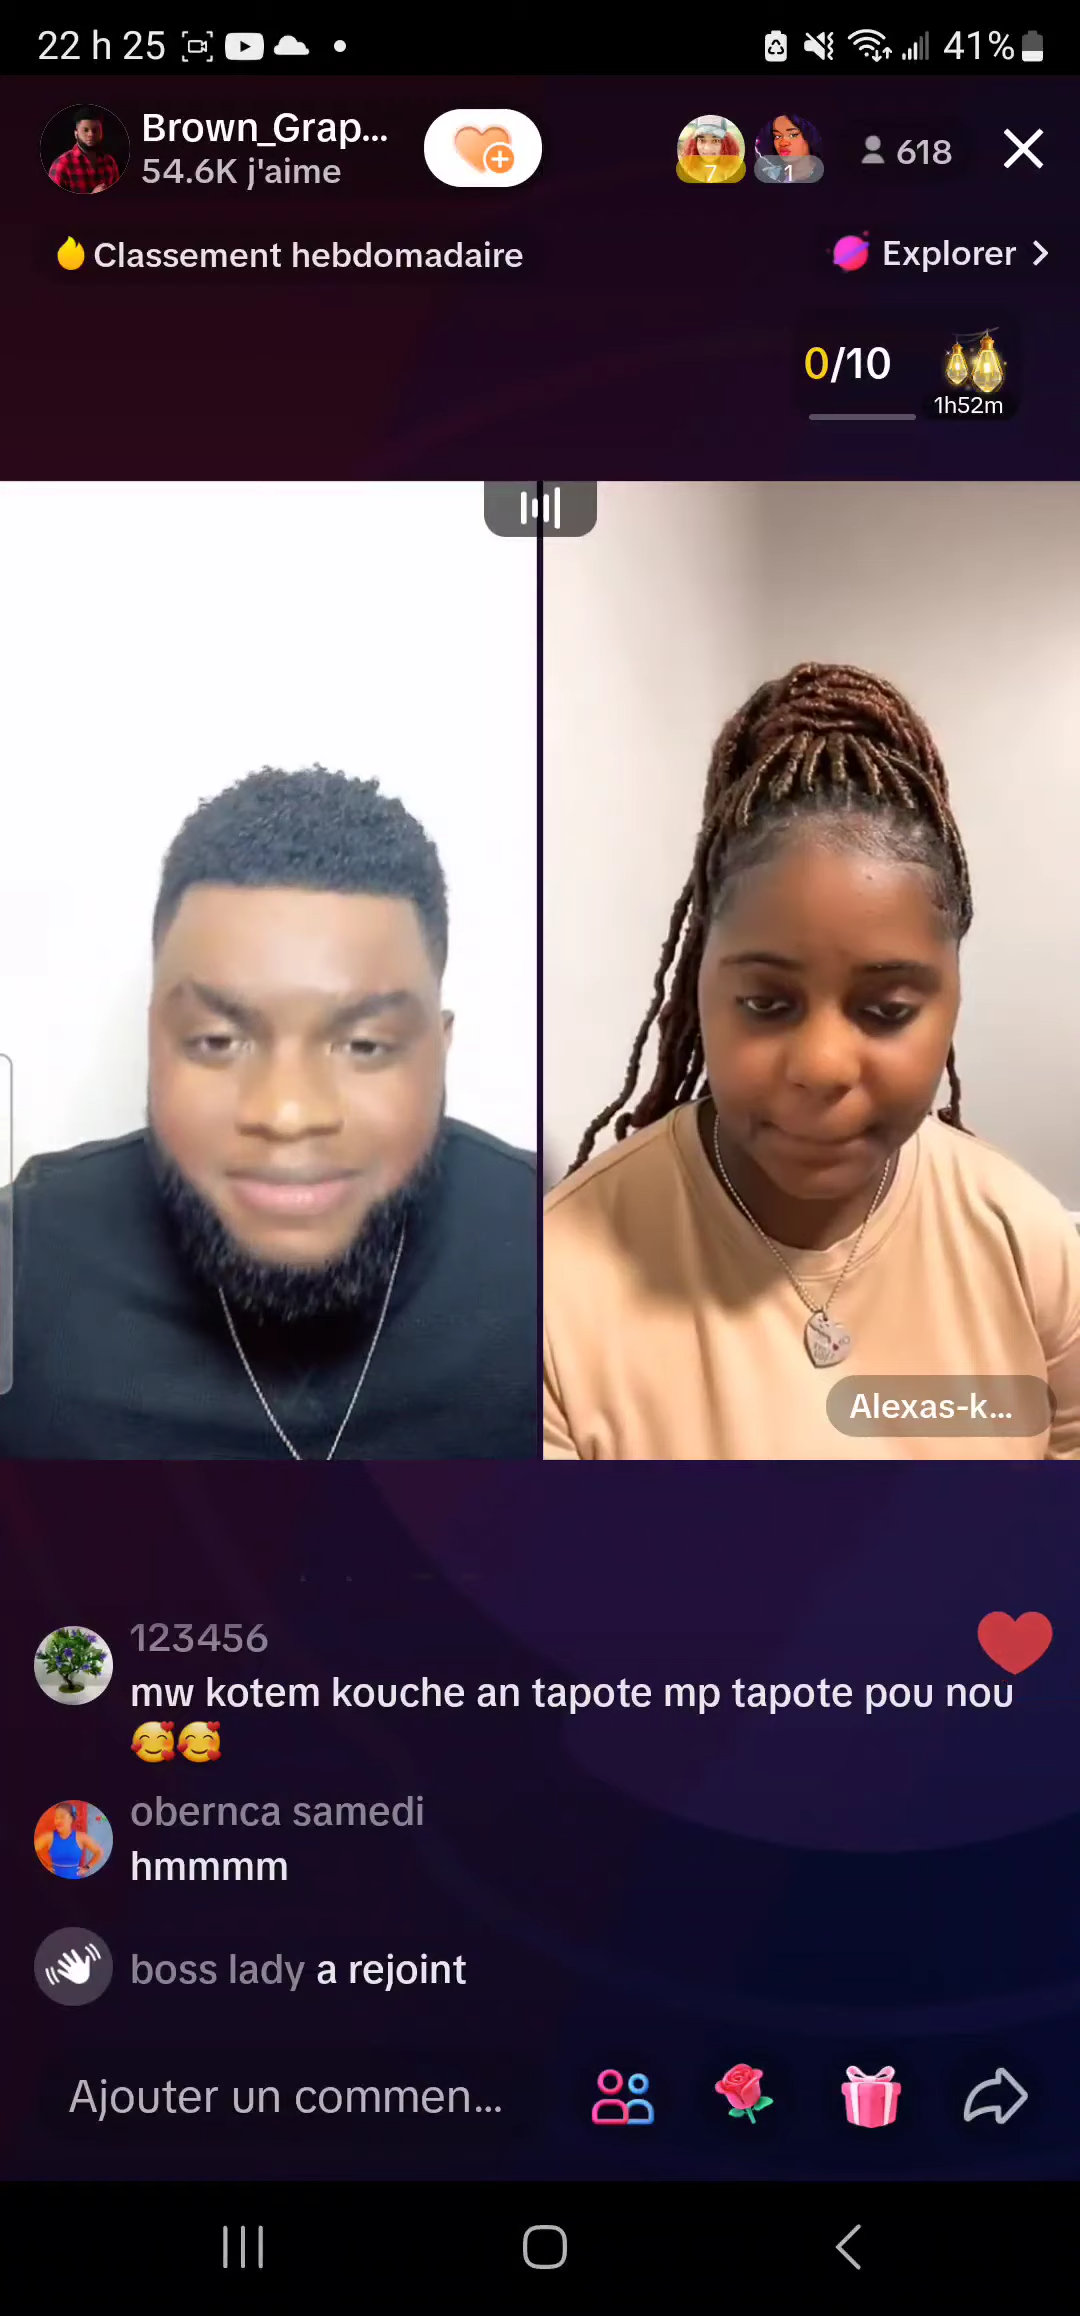 22 h 25
41%
Brown_Grap...
54.6K j'aime
7
1
618
Classement hebdomadaire
Explorer
0/10
1h52m
Alexas-k...
123456
mw kotem kouche an tapote mp tapote pou nou
🥰🥰
obernca samedi
hmmmm
boss lady a rejoint
Ajouter un commen...